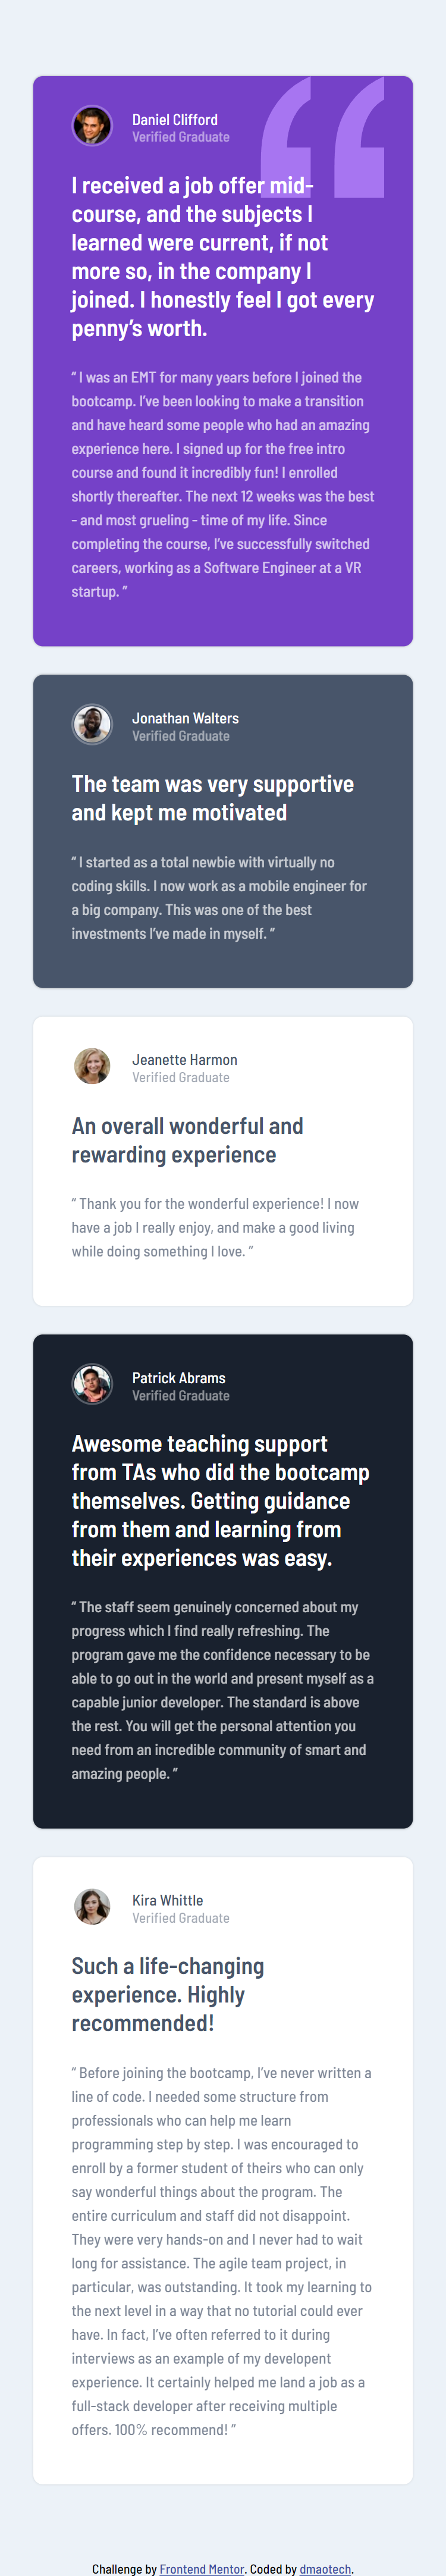 Daniel Clifford
Verified Graduate
I received a job offer mid-
course, and the subjects I
learned were current, if not
more so, in the company I
joined. I honestly feel I got every
penny’s worth.
“ I was an EMT for many years before I joined the
bootcamp. I’ve been looking to make a transition
and have heard some people who had an amazing
experience here. I signed up for the free intro
course and found it incredibly fun! I enrolled
shortly thereafter. The next 12 weeks was the best
- and most grueling - time of my life. Since
completing the course, I’ve successfully switched
careers, working as a Software Engineer at a VR
startup. ”
Jonathan Walters
Verified Graduate
The team was very supportive
and kept me motivated
“ I started as a total newbie with virtually no
coding skills. I now work as a mobile engineer for
a big company. This was one of the best
investments I’ve made in myself. ”
Jeanette Harmon
Verified Graduate
An overall wonderful and
rewarding experience
“ Thank you for the wonderful experience! I now
have a job I really enjoy, and make a good living
while doing something I love. ”
Patrick Abrams
Verified Graduate
Awesome teaching support
from TAs who did the bootcamp
themselves. Getting guidance
from them and learning from
their experiences was easy.
“ The staff seem genuinely concerned about my
progress which I find really refreshing. The
program gave me the confidence necessary to be
able to go out in the world and present myself as a
capable junior developer. The standard is above
the rest. You will get the personal attention you
need from an incredible community of smart and
amazing people. ”
Kira Whittle
Verified Graduate
Such a life-changing
experience. Highly
recommended!
“ Before joining the bootcamp, I’ve never written a
line of code. I needed some structure from
professionals who can help me learn
programming step by step. I was encouraged to
enroll by a former student of theirs who can only
say wonderful things about the program. The
entire curriculum and staff did not disappoint.
They were very hands-on and I never had to wait
long for assistance. The agile team project, in
particular, was outstanding. It took my learning to
the next level in a way that no tutorial could ever
have. In fact, I’ve often referred to it during
interviews as an example of my developent
experience. It certainly helped me land a job as a
full-stack developer after receiving multiple
offers. 100% recommend! ”
Challenge by Frontend Mentor. Coded by dmaotech.